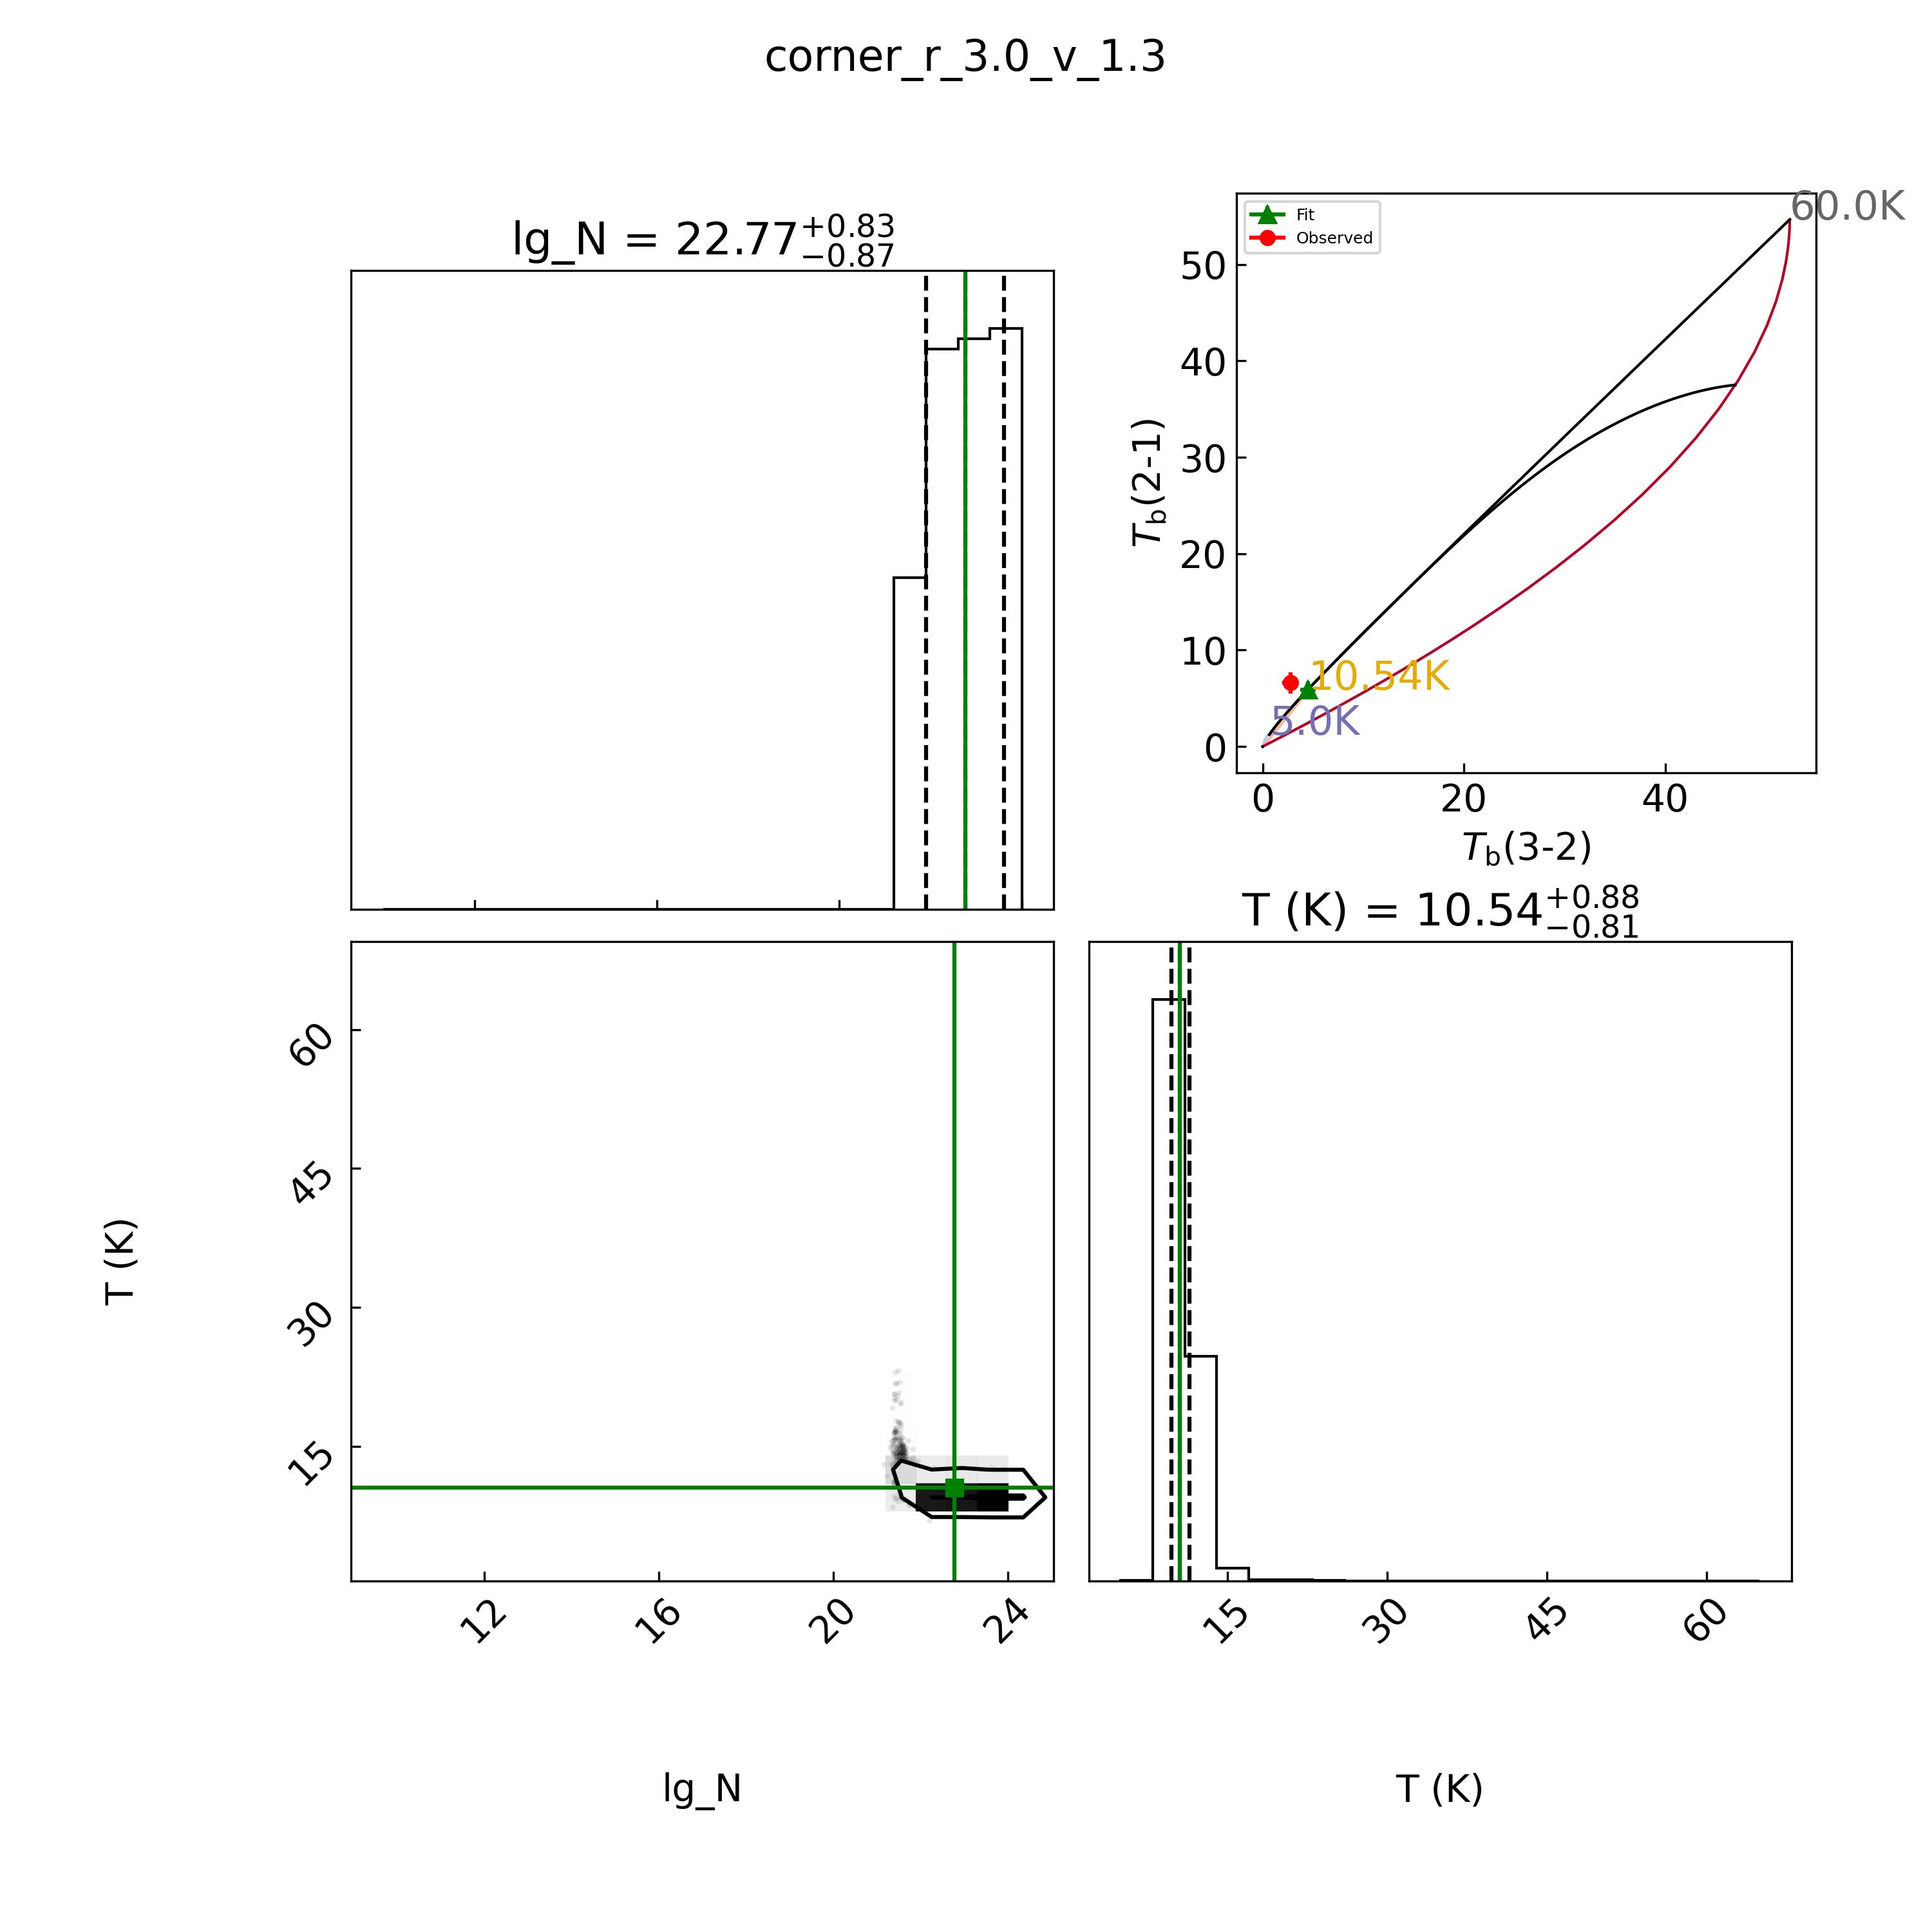 corner_r_3.0_v_1.3
lg_N = 22.77+0.83−0.87
Fit
Observed
60.0K
10.54K
5.0K
50
40
30
20
10
0
Tb(2-1)
0 20 40
Tb(3-2)
T (K) = 10.54+0.88−0.81
60
45
30
15
T (K)
12 16 20 24
lg_N
15 30 45 60
T (K)